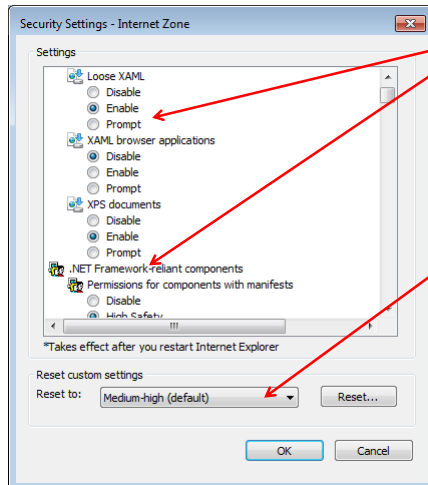 Security Settings - Internet Zone
Settings
Loose XAML
Disable
Enable
Prompt
XAML browser applications
Disable
Enable
Prompt
XPS documents
Disable
Enable
Prompt
.NET Framework-reliant components
Permissions for components with manifests
Disable
High Safety
*Takes effect after you restart Internet Explorer
Reset custom settings
Reset to: Medium-high (default) Reset...
OK Cancel